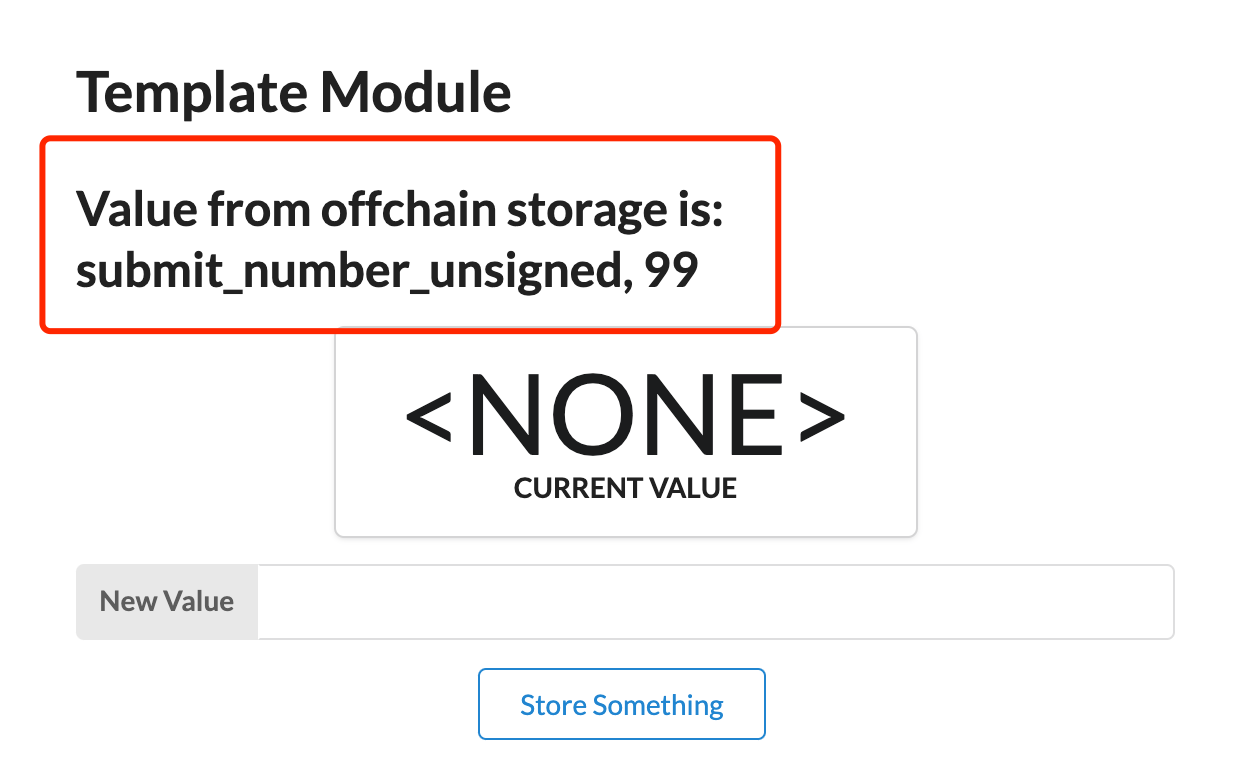 Template Module
Value from offchain storage is:
submit_number_unsigned, 99
<NONE>
CURRENT VALUE
New Value
Store Something